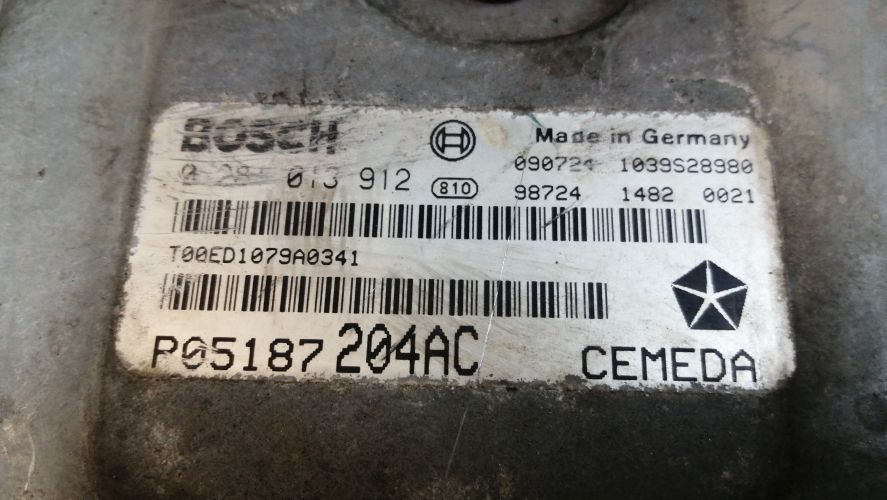 BOSCH
Made in Germany
013 912 810
090724 1039S28980
98724 1482 0021
T00ED1079A0341
P05187204AC
CEMEDA